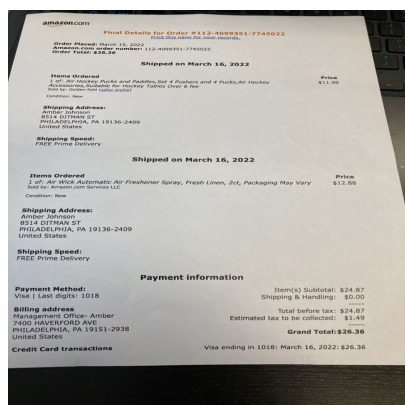 amazon.com
Final Details for Order #112-4099351-7745022
Print this page for your records.
Order Placed: March 15, 2022
Amazon.com order number: 112-4099351-7745022
Order Total: $26.36
Shipped on March 16, 2022
Items Ordered Price
1 of: Air Hockey Pucks and Paddles,Set 4 Pushers and 4 Pucks,Air Hockey $11.99
Accessories,Suitable for Hockey Tables Over 6 fee
Sold by: Golden field (seller profile)
Condition: New
Shipping Address:
Amber Johnson
8514 DITMAN ST
PHILADELPHIA, PA 19136-2409
United States
Shipping Speed:
FREE Prime Delivery
Shipped on March 16, 2022
Items Ordered Price
1 of: Air Wick Automatic Air Freshener Spray, Fresh Linen, 2ct, Packaging May Vary $12.88
Sold by: Amazon.com Services LLC
Condition: New
Shipping Address:
Amber Johnson
8514 DITMAN ST
PHILADELPHIA, PA 19136-2409
United States
Shipping Speed:
FREE Prime Delivery
Payment information
Payment Method: Item(s) Subtotal: $24.87
Visa | Last digits: 1018 Shipping & Handling: $0.00
-----
Billing address Total before tax: $24.87
Management Office- Amber Estimated tax to be collected: $1.49
7400 HAVERFORD AVE -----
PHILADELPHIA, PA 19151-2938 Grand Total: $26.36
United States
Credit Card transactions Visa ending in 1018: March 16, 2022: $26.36